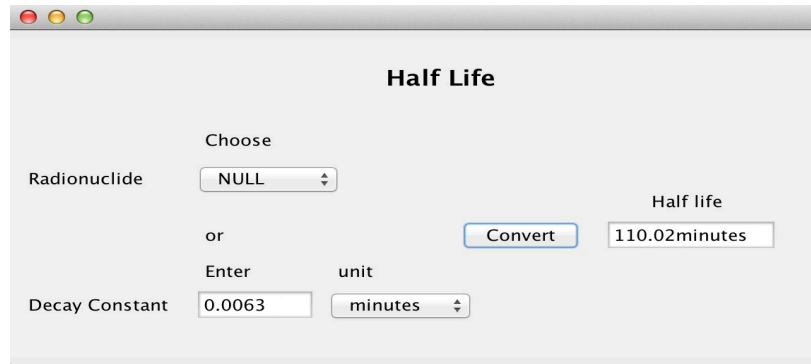 Half Life
Choose
Radionuclide NULL
Half life
or Convert 110.02minutes
Enter unit
Decay Constant 0.0063 minutes